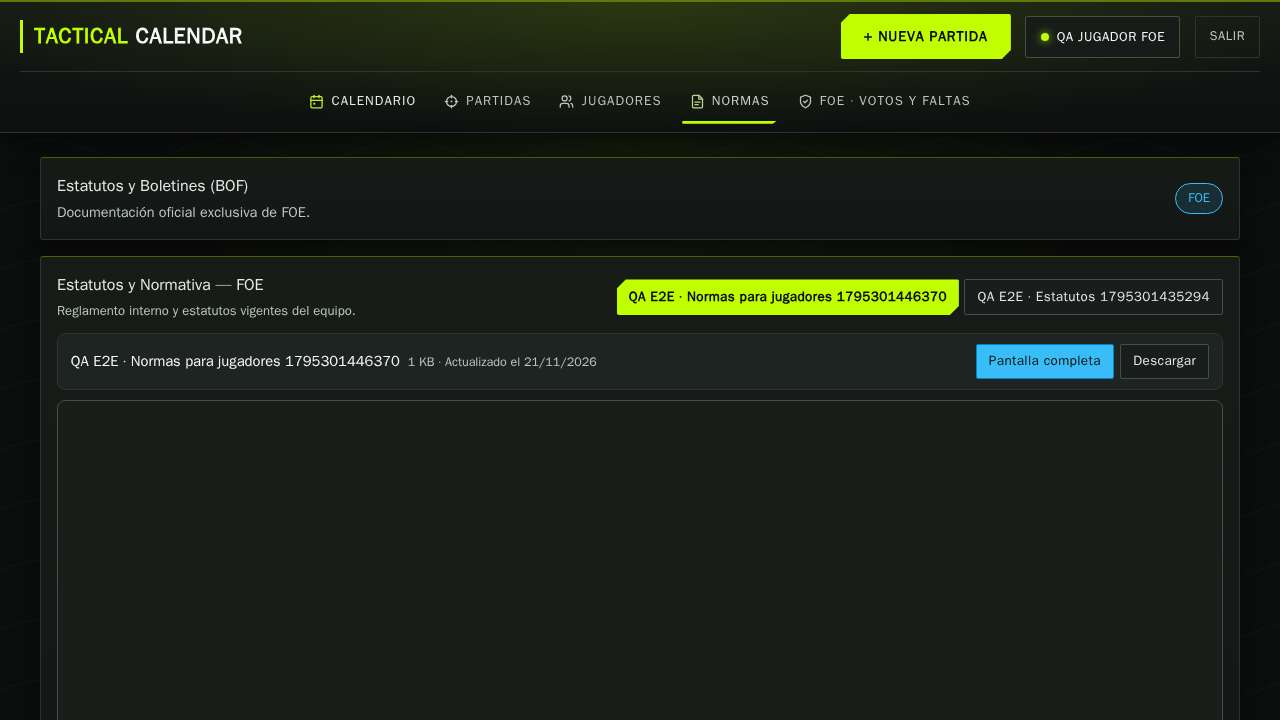 TACTICAL CALENDAR
+ NUEVA PARTIDA
QA JUGADOR FOE
SALIR
CALENDARIO
PARTIDAS
JUGADORES
NORMAS
FOE · VOTOS Y FALTAS
Estatutos y Boletines (BOF)
Documentación oficial exclusiva de FOE.
FOE
Estatutos y Normativa — FOE
Reglamento interno y estatutos vigentes del equipo.
QA E2E · Normas para jugadores 1795301446370
QA E2E · Estatutos 1795301435294
QA E2E · Normas para jugadores 1795301446370 1 KB · Actualizado el 21/11/2026
Pantalla completa
Descargar